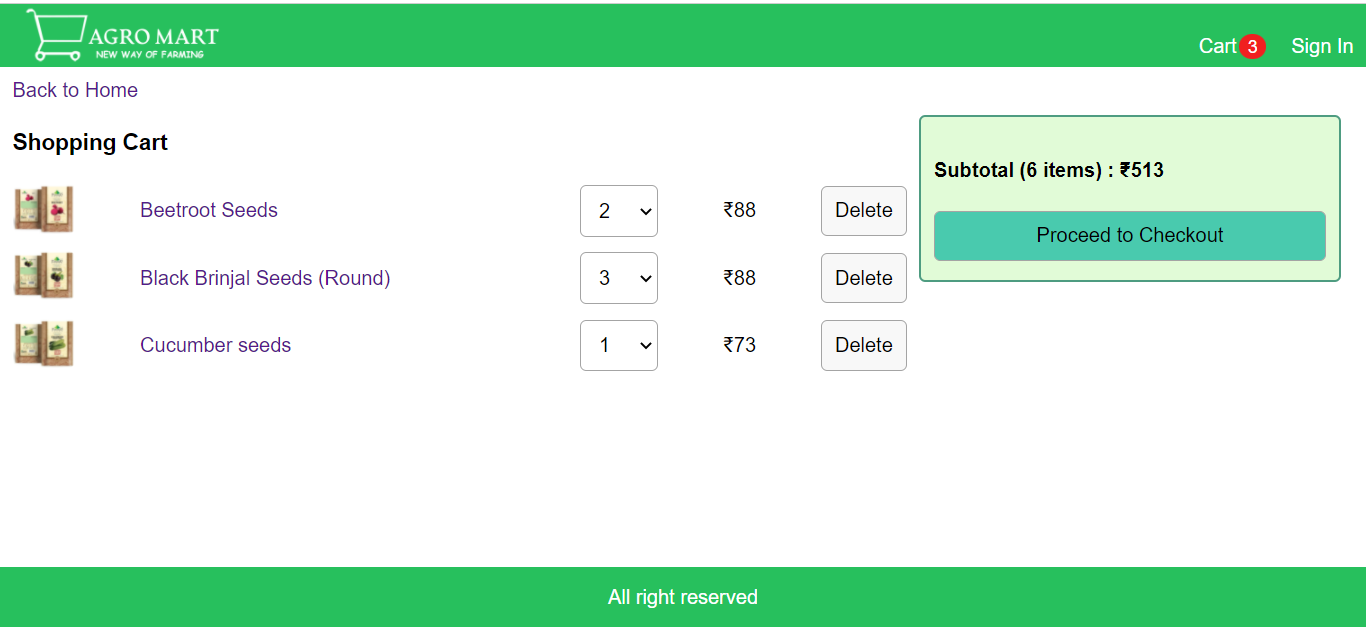 AGRO MART
NEW WAY OF FARMING
Cart 3 Sign In
Back to Home
Shopping Cart
Beetroot Seeds 2 ₹88 Delete
Black Brinjal Seeds (Round) 3 ₹88 Delete
Cucumber seeds 1 ₹73 Delete
Subtotal (6 items) : ₹513
Proceed to Checkout
All right reserved